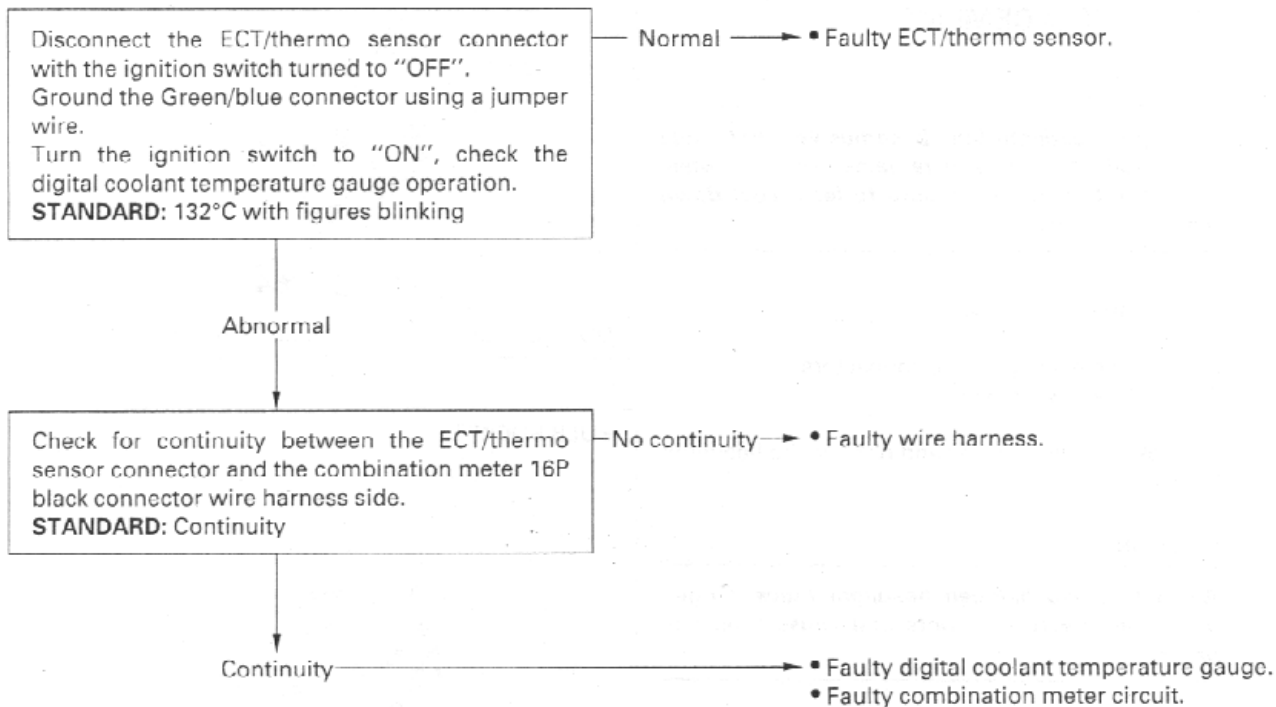 Disconnect the ECT/thermo sensor connector
with the ignition switch turned to "OFF".
Ground the Green/blue connector using a jumper
wire.
Turn the ignition switch to "ON", check the
digital coolant temperature gauge operation.
STANDARD: 132°C with figures blinking
Normal
• Faulty ECT/thermo sensor.
Abnormal
Check for continuity between the ECT/thermo
sensor connector and the combination meter 16P
black connector wire harness side.
STANDARD: Continuity
No continuity
• Faulty wire harness.
Continuity
• Faulty digital coolant temperature gauge.
• Faulty combination meter circuit.